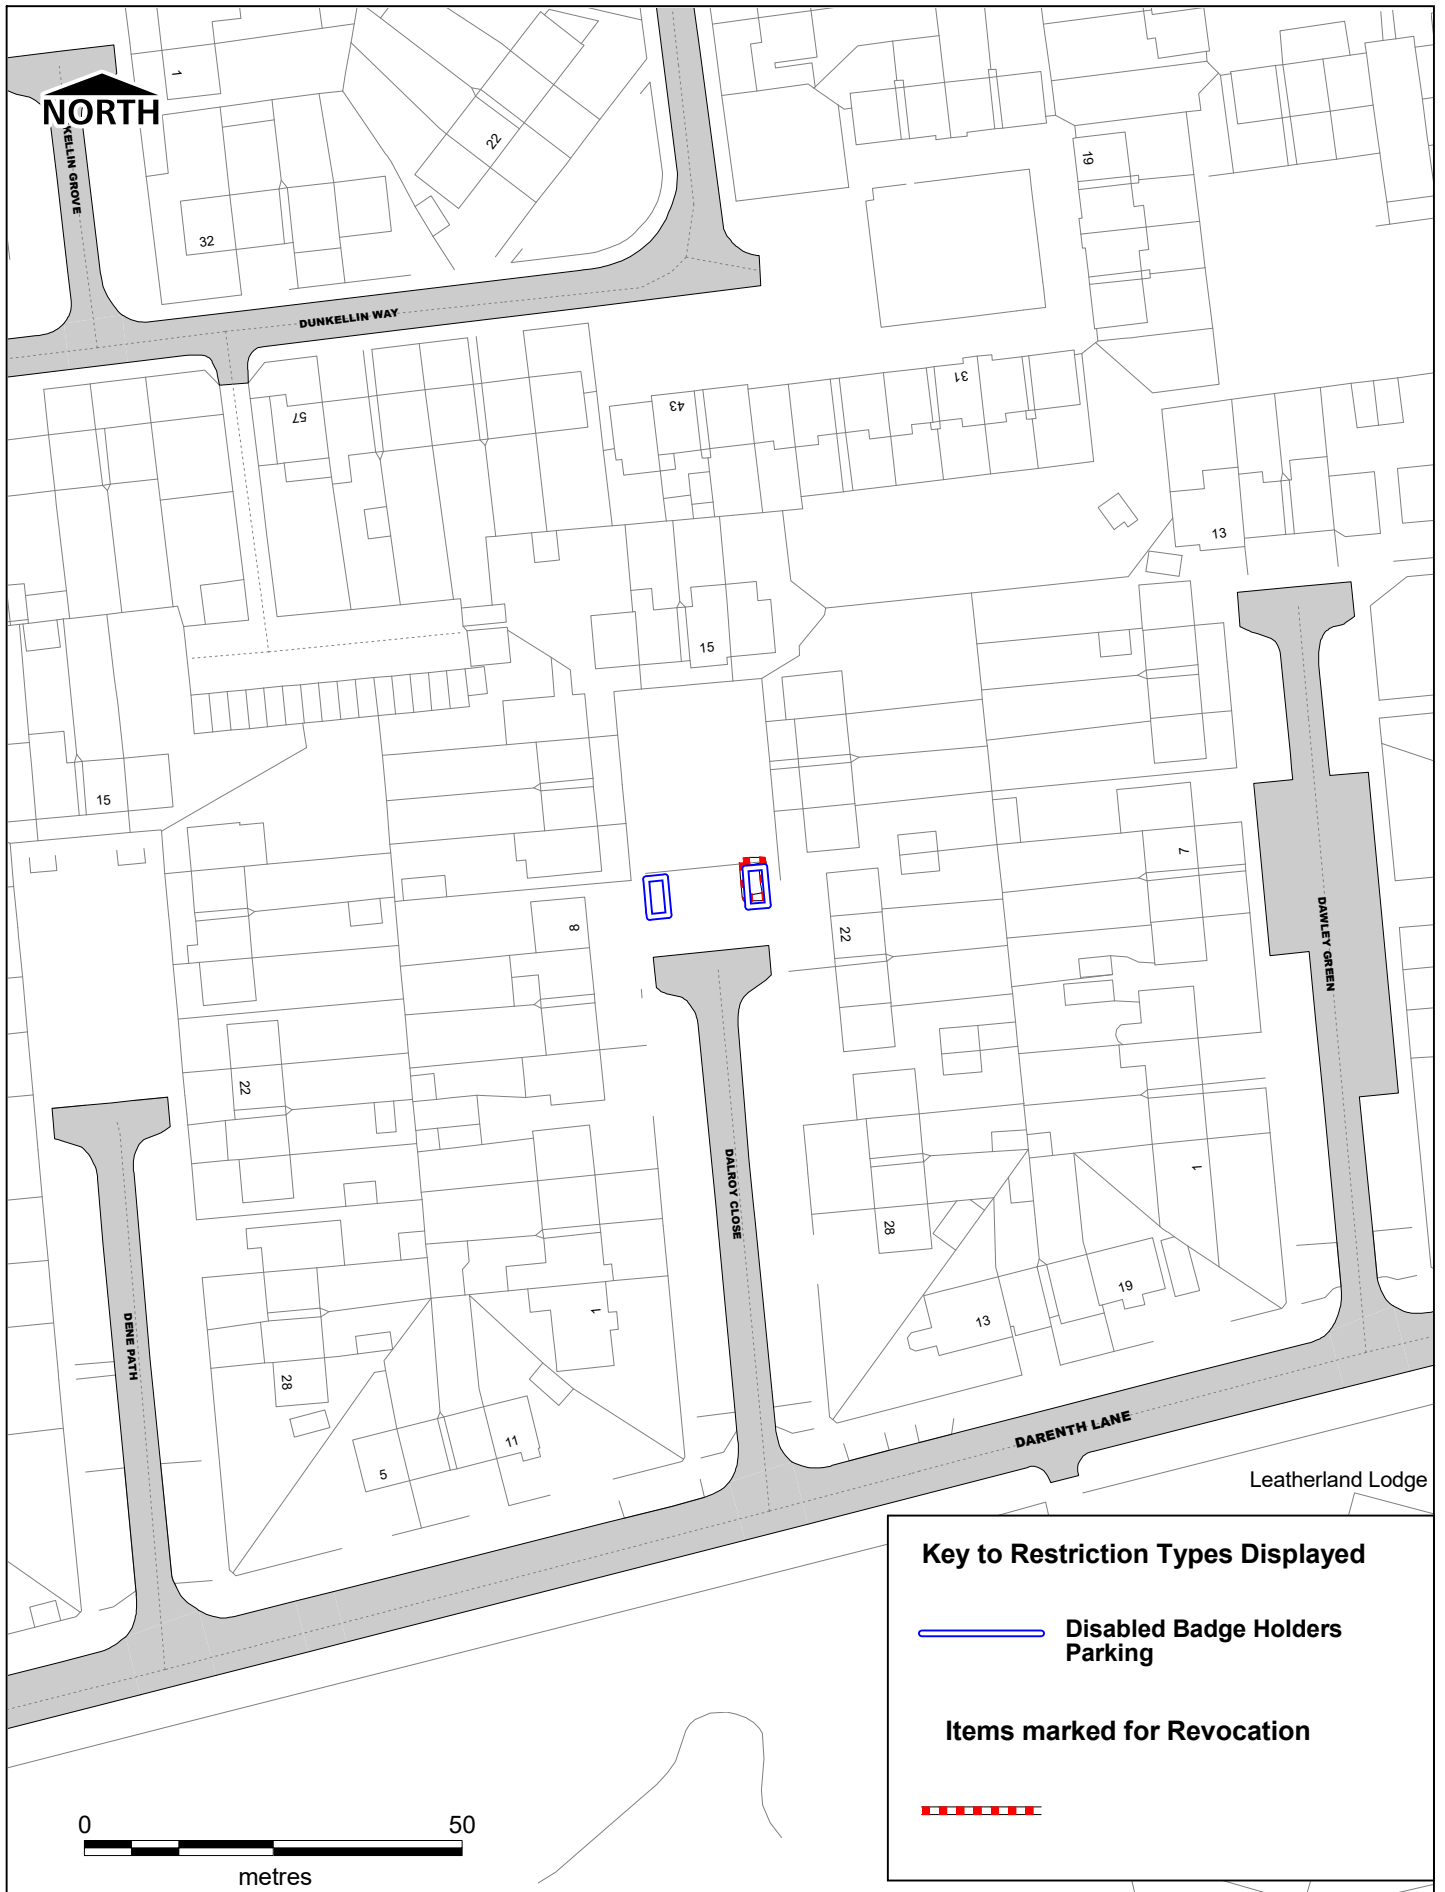 1
NORTH
KELLIN GROVE
22
19
32
DUNKELLIN WAY
57
43
31
13
15
15
7
8
22
DAWLEY GREEN
22
DALROY CLOSE
1
28
DENE PATH
1
13
19
28
5
11
DARENTH LANE
Leatherland Lodge
Key to Restriction Types Displayed
Disabled Badge Holders
Parking
Items marked for Revocation
0 50
metres